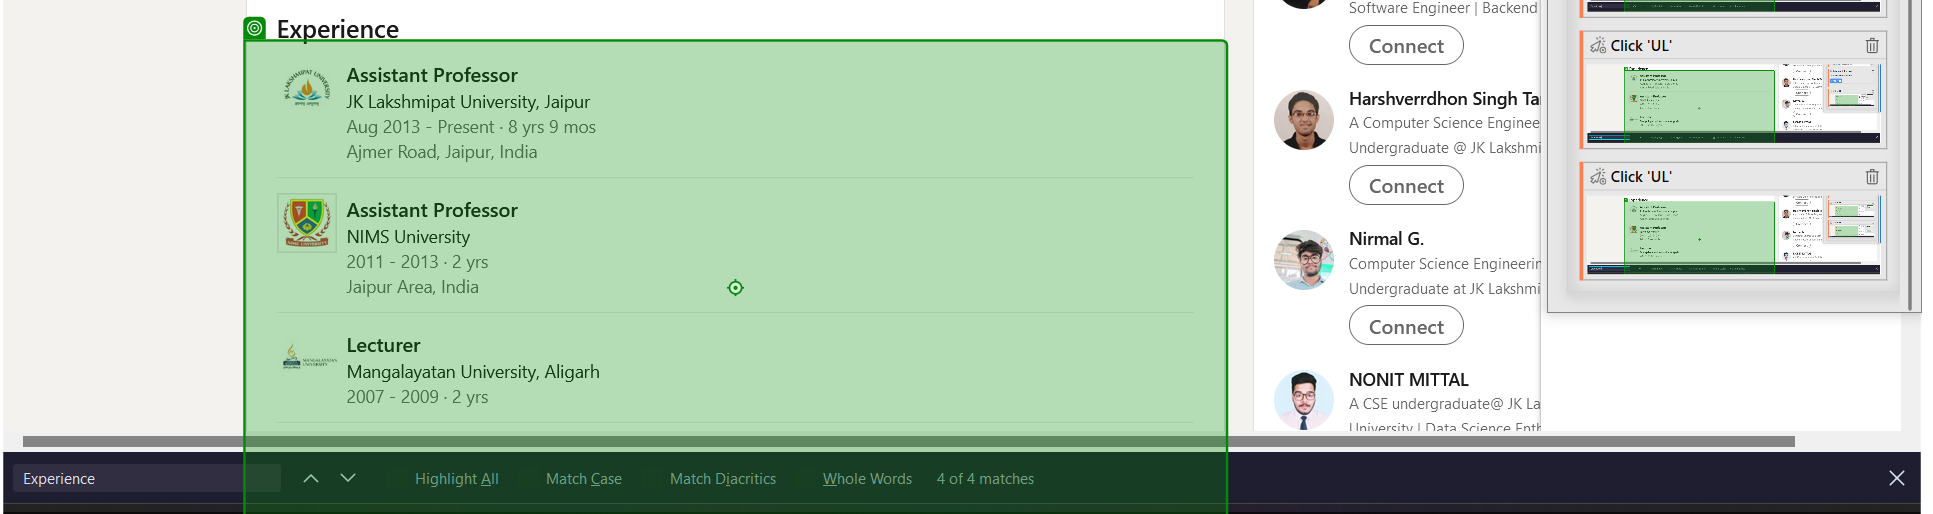 Experience
Assistant Professor
JK Lakshmipat University, Jaipur
Aug 2013 - Present · 8 yrs 9 mos
Ajmer Road, Jaipur, India
Assistant Professor
NIMS University
2011 - 2013 · 2 yrs
Jaipur Area, India
Lecturer
Mangalayatan University, Aligarh
2007 - 2009 · 2 yrs
Software Engineer | Backend
Connect
Harshverrdhon Singh Ta
A Computer Science Enginee
Undergraduate @ JK Lakshmi
Connect
Nirmal G.
Computer Science Engineerin
Undergraduate at JK Lakshmi
Connect
NONIT MITTAL
A CSE undergraduate@ JK La
University | Data Science Enth
Click 'UL'
Click 'UL'
Experience
Highlight All
Match Case
Match Diacritics
Whole Words
4 of 4 matches